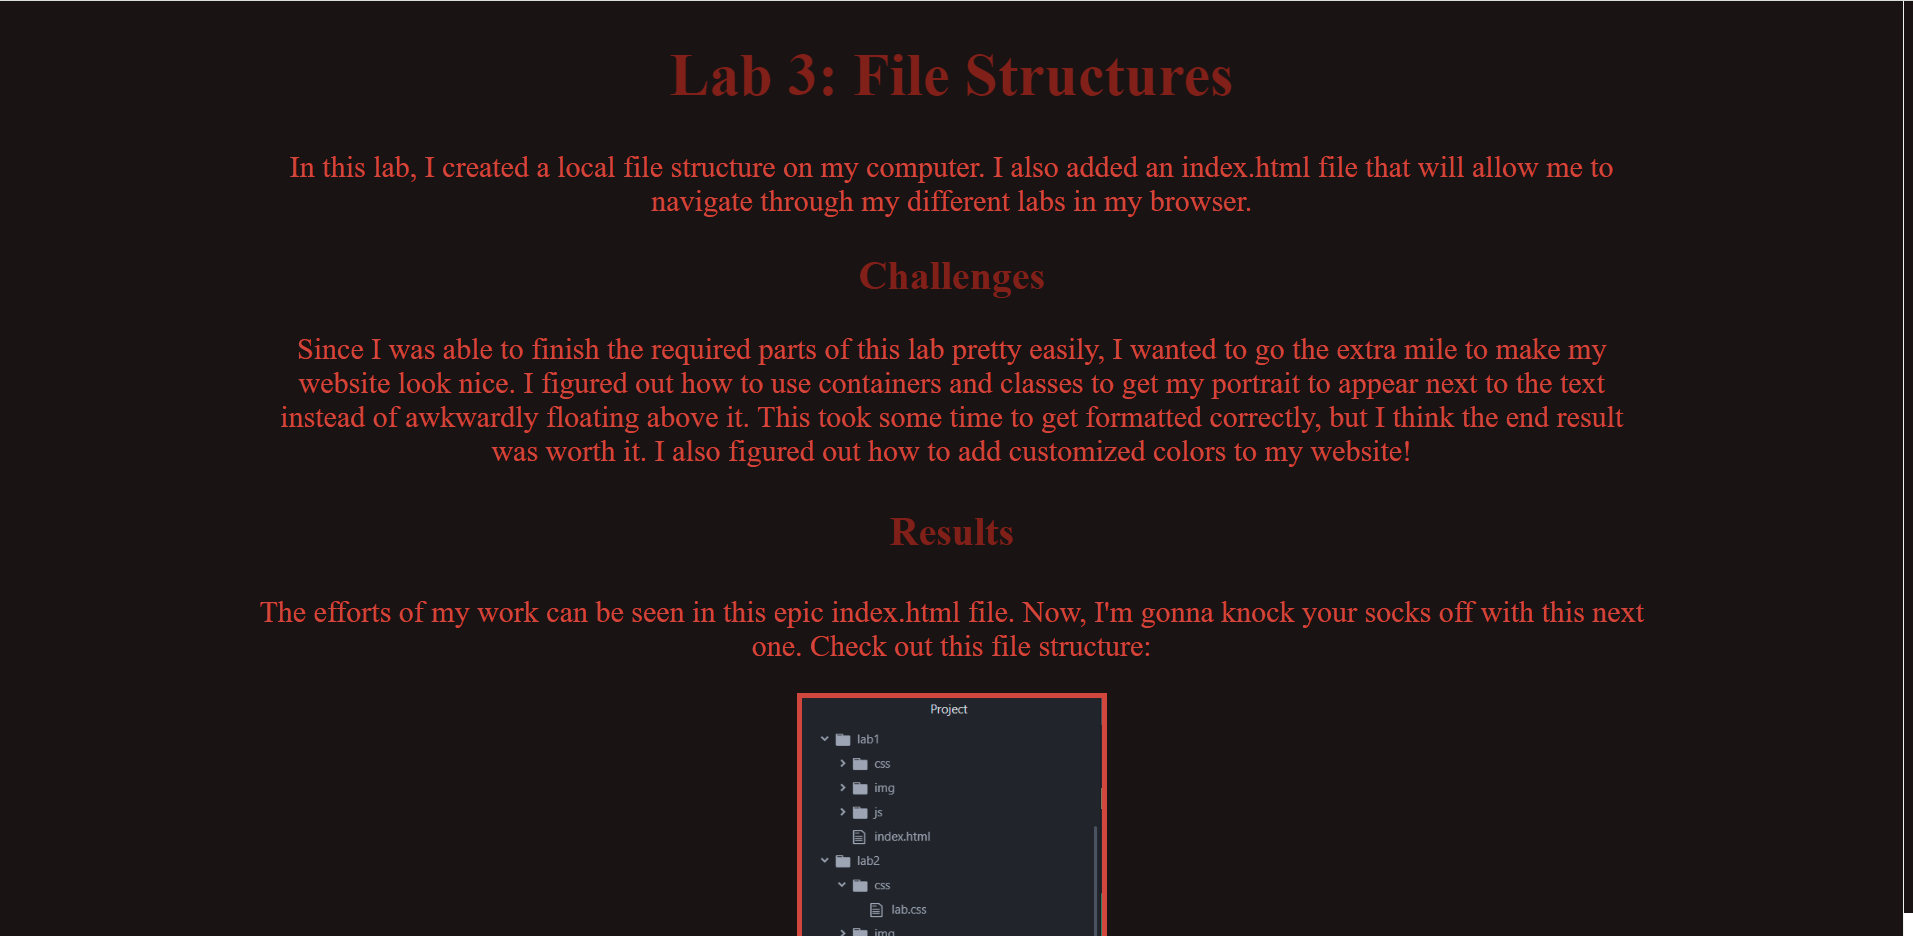 Lab 3: File Structures
In this lab, I created a local file structure on my computer. I also added an index.html file that will allow me to
navigate through my different labs in my browser.
Challenges
Since I was able to finish the required parts of this lab pretty easily, I wanted to go the extra mile to make my
website look nice. I figured out how to use containers and classes to get my portrait to appear next to the text
instead of awkwardly floating above it. This took some time to get formatted correctly, but I think the end result
was worth it. I also figured out how to add customized colors to my website!
Results
The efforts of my work can be seen in this epic index.html file. Now, I'm gonna knock your socks off with this next
one. Check out this file structure:
Project
lab1
css
img
js
index.html
lab2
css
lab.css
img